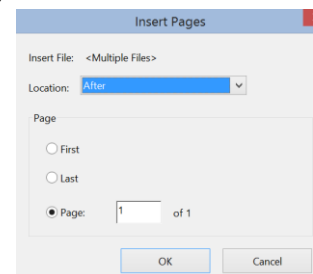 Insert Pages
Insert File: <Multiple Files>
Location: After
Page
First
Last
Page: 1 of 1
OK Cancel